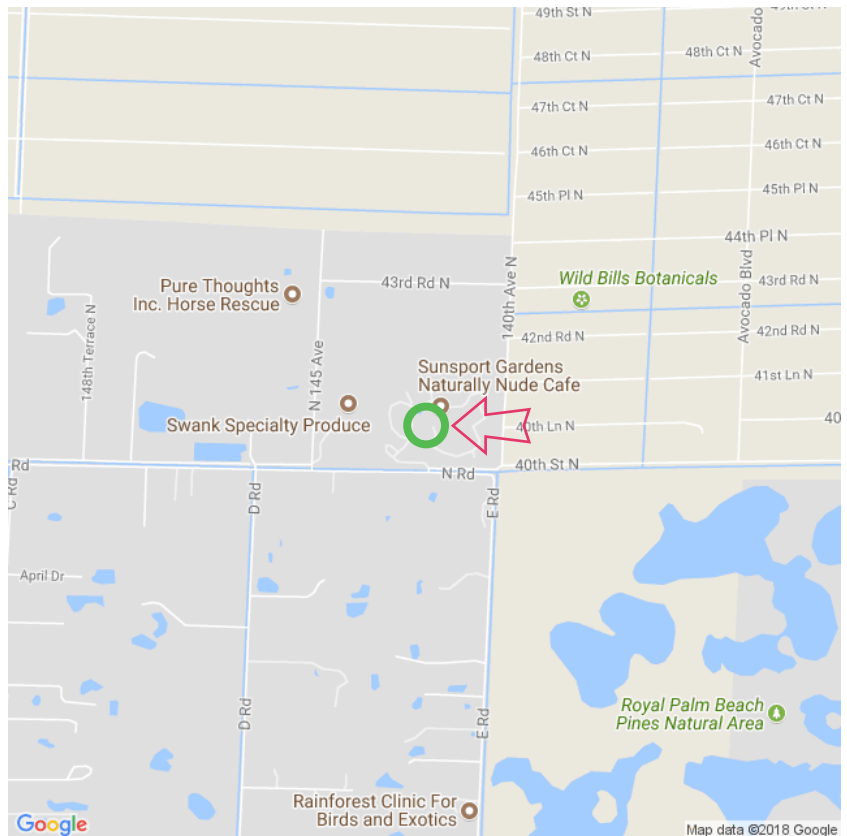 49th St N
49th St N
48th Ct N
48th Ct N
Avocado
47th Ct N
47th Ct N
46th Ct N
46th Ct N
45th Pl N
45th Pl N
44th Pl N
43rd Rd N
Wild Bills Botanicals
43rd Rd N
Pure Thoughts
Inc. Horse Rescue
140th Ave N
Avocado Blvd
148th Terrace N
42nd Rd N
42nd Rd N
N 145 Ave
Sunsport Gardens
Naturally Nude Cafe
41st Ln N
Swank Specialty Produce
40th Ln N
40
Rd
N Rd
40th St N
C Rd
D Rd
E Rd
April Dr
D Rd
E Rd
Royal Palm Beach
Pines Natural Area
Rainforest Clinic For
Birds and Exotics
Google
Map data ©2018 Google